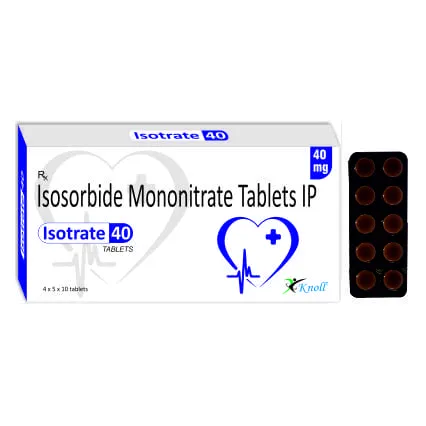 Isotrate 40
40
mg
Rx
Isosorbide Mononitrate Tablets IP
Isotrate 40
TABLETS
4 x 5 x 10 tablets
Knoll